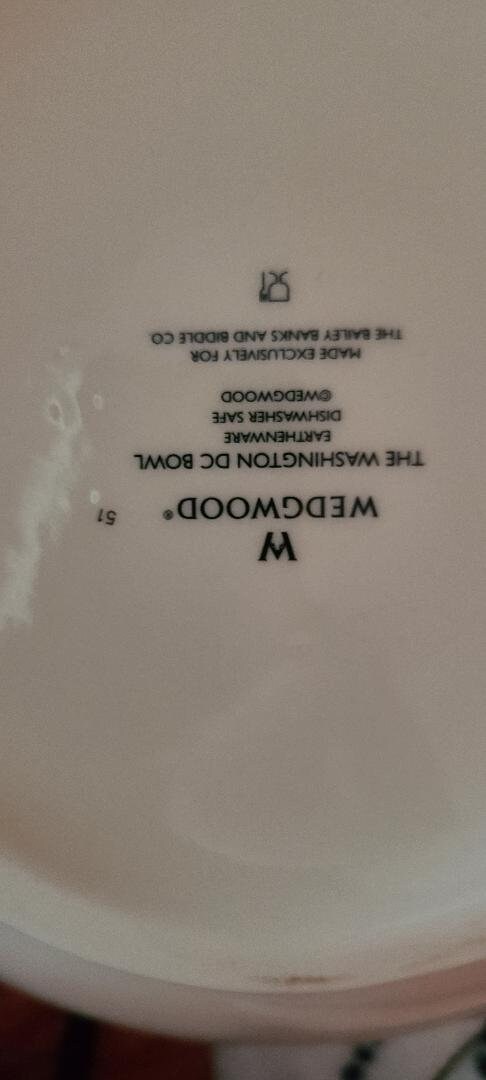 W
WEDGWOOD®
51
THE WASHINGTON DC BOWL
EARTHENWARE
DISHWASHER SAFE
©WEDGWOOD
MADE EXCLUSIVELY FOR
THE BAILEY BANKS AND BIDDLE CO.